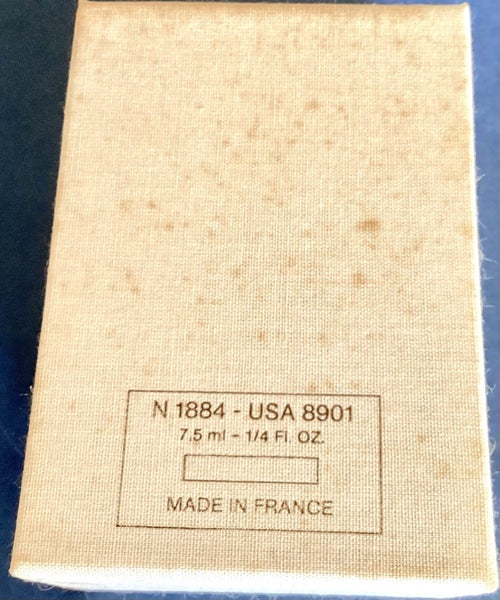 N 1884 - USA 8901
7.5 ml - 1/4 Fl. OZ.
MADE IN FRANCE